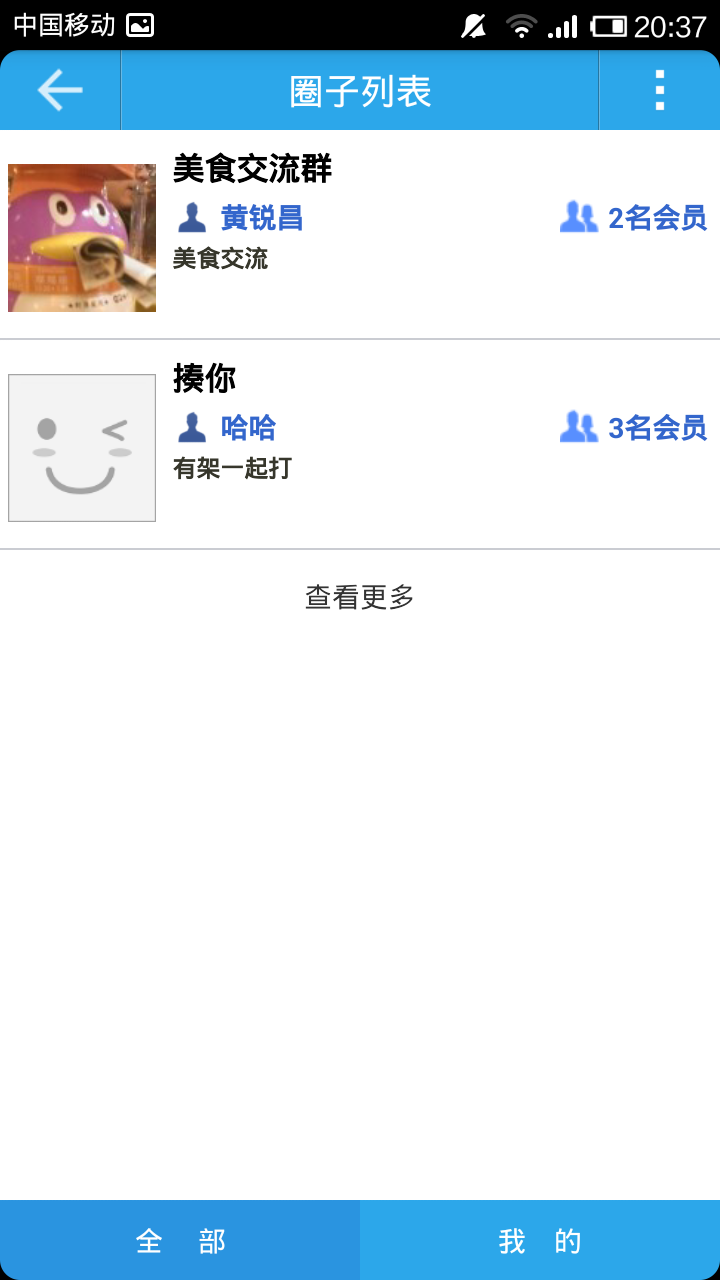 中国移动 20:37
圈子列表
美食交流群
黄锐昌 2名会员
美食交流
揍你
哈哈 3名会员
有架一起打
查看更多
全 部 我 的